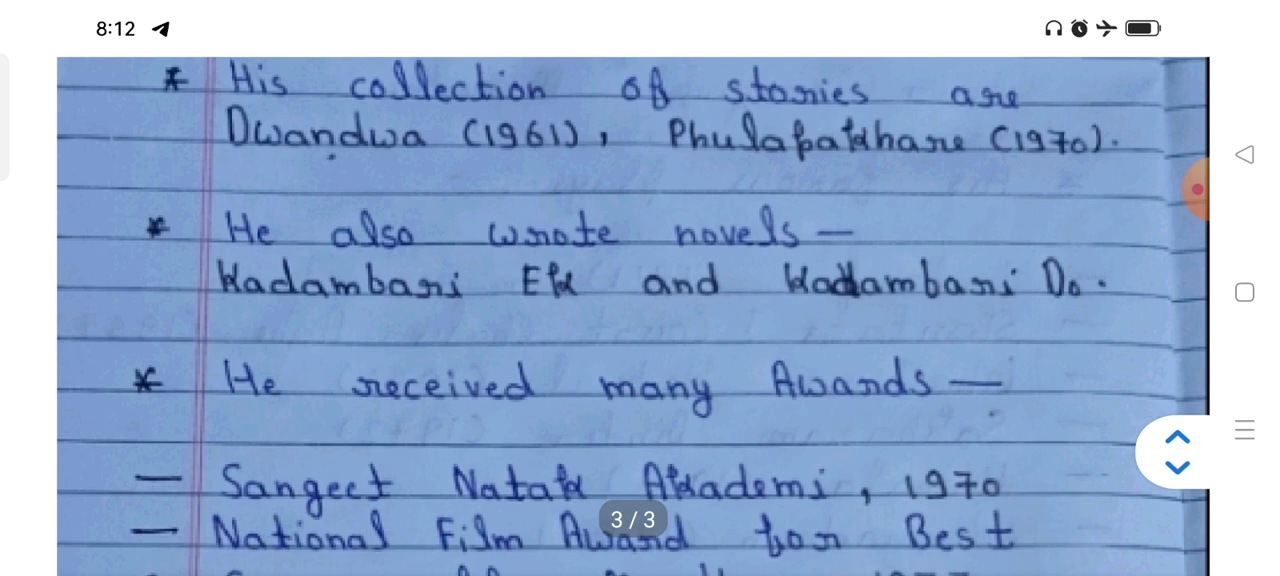 8:12
* His collection of stories are
Dwandwa (1961), Phulapakhare (1970).
* He also wrote novels —
Kadambari Ek and Kadambari Do.
* He received many Awards —
— Sangeet Natak Akademi, 1970
3/3
— National Film Award for Best